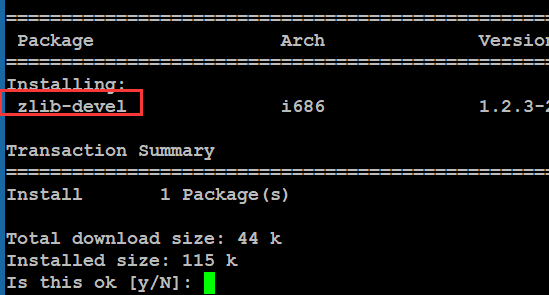 ================================================
Package Arch Version
================================================
Installing:
zlib-devel i686 1.2.3-2
Transaction Summary
================================================
Install 1 Package(s)
Total download size: 44 k
Installed size: 115 k
Is this ok [y/N]: